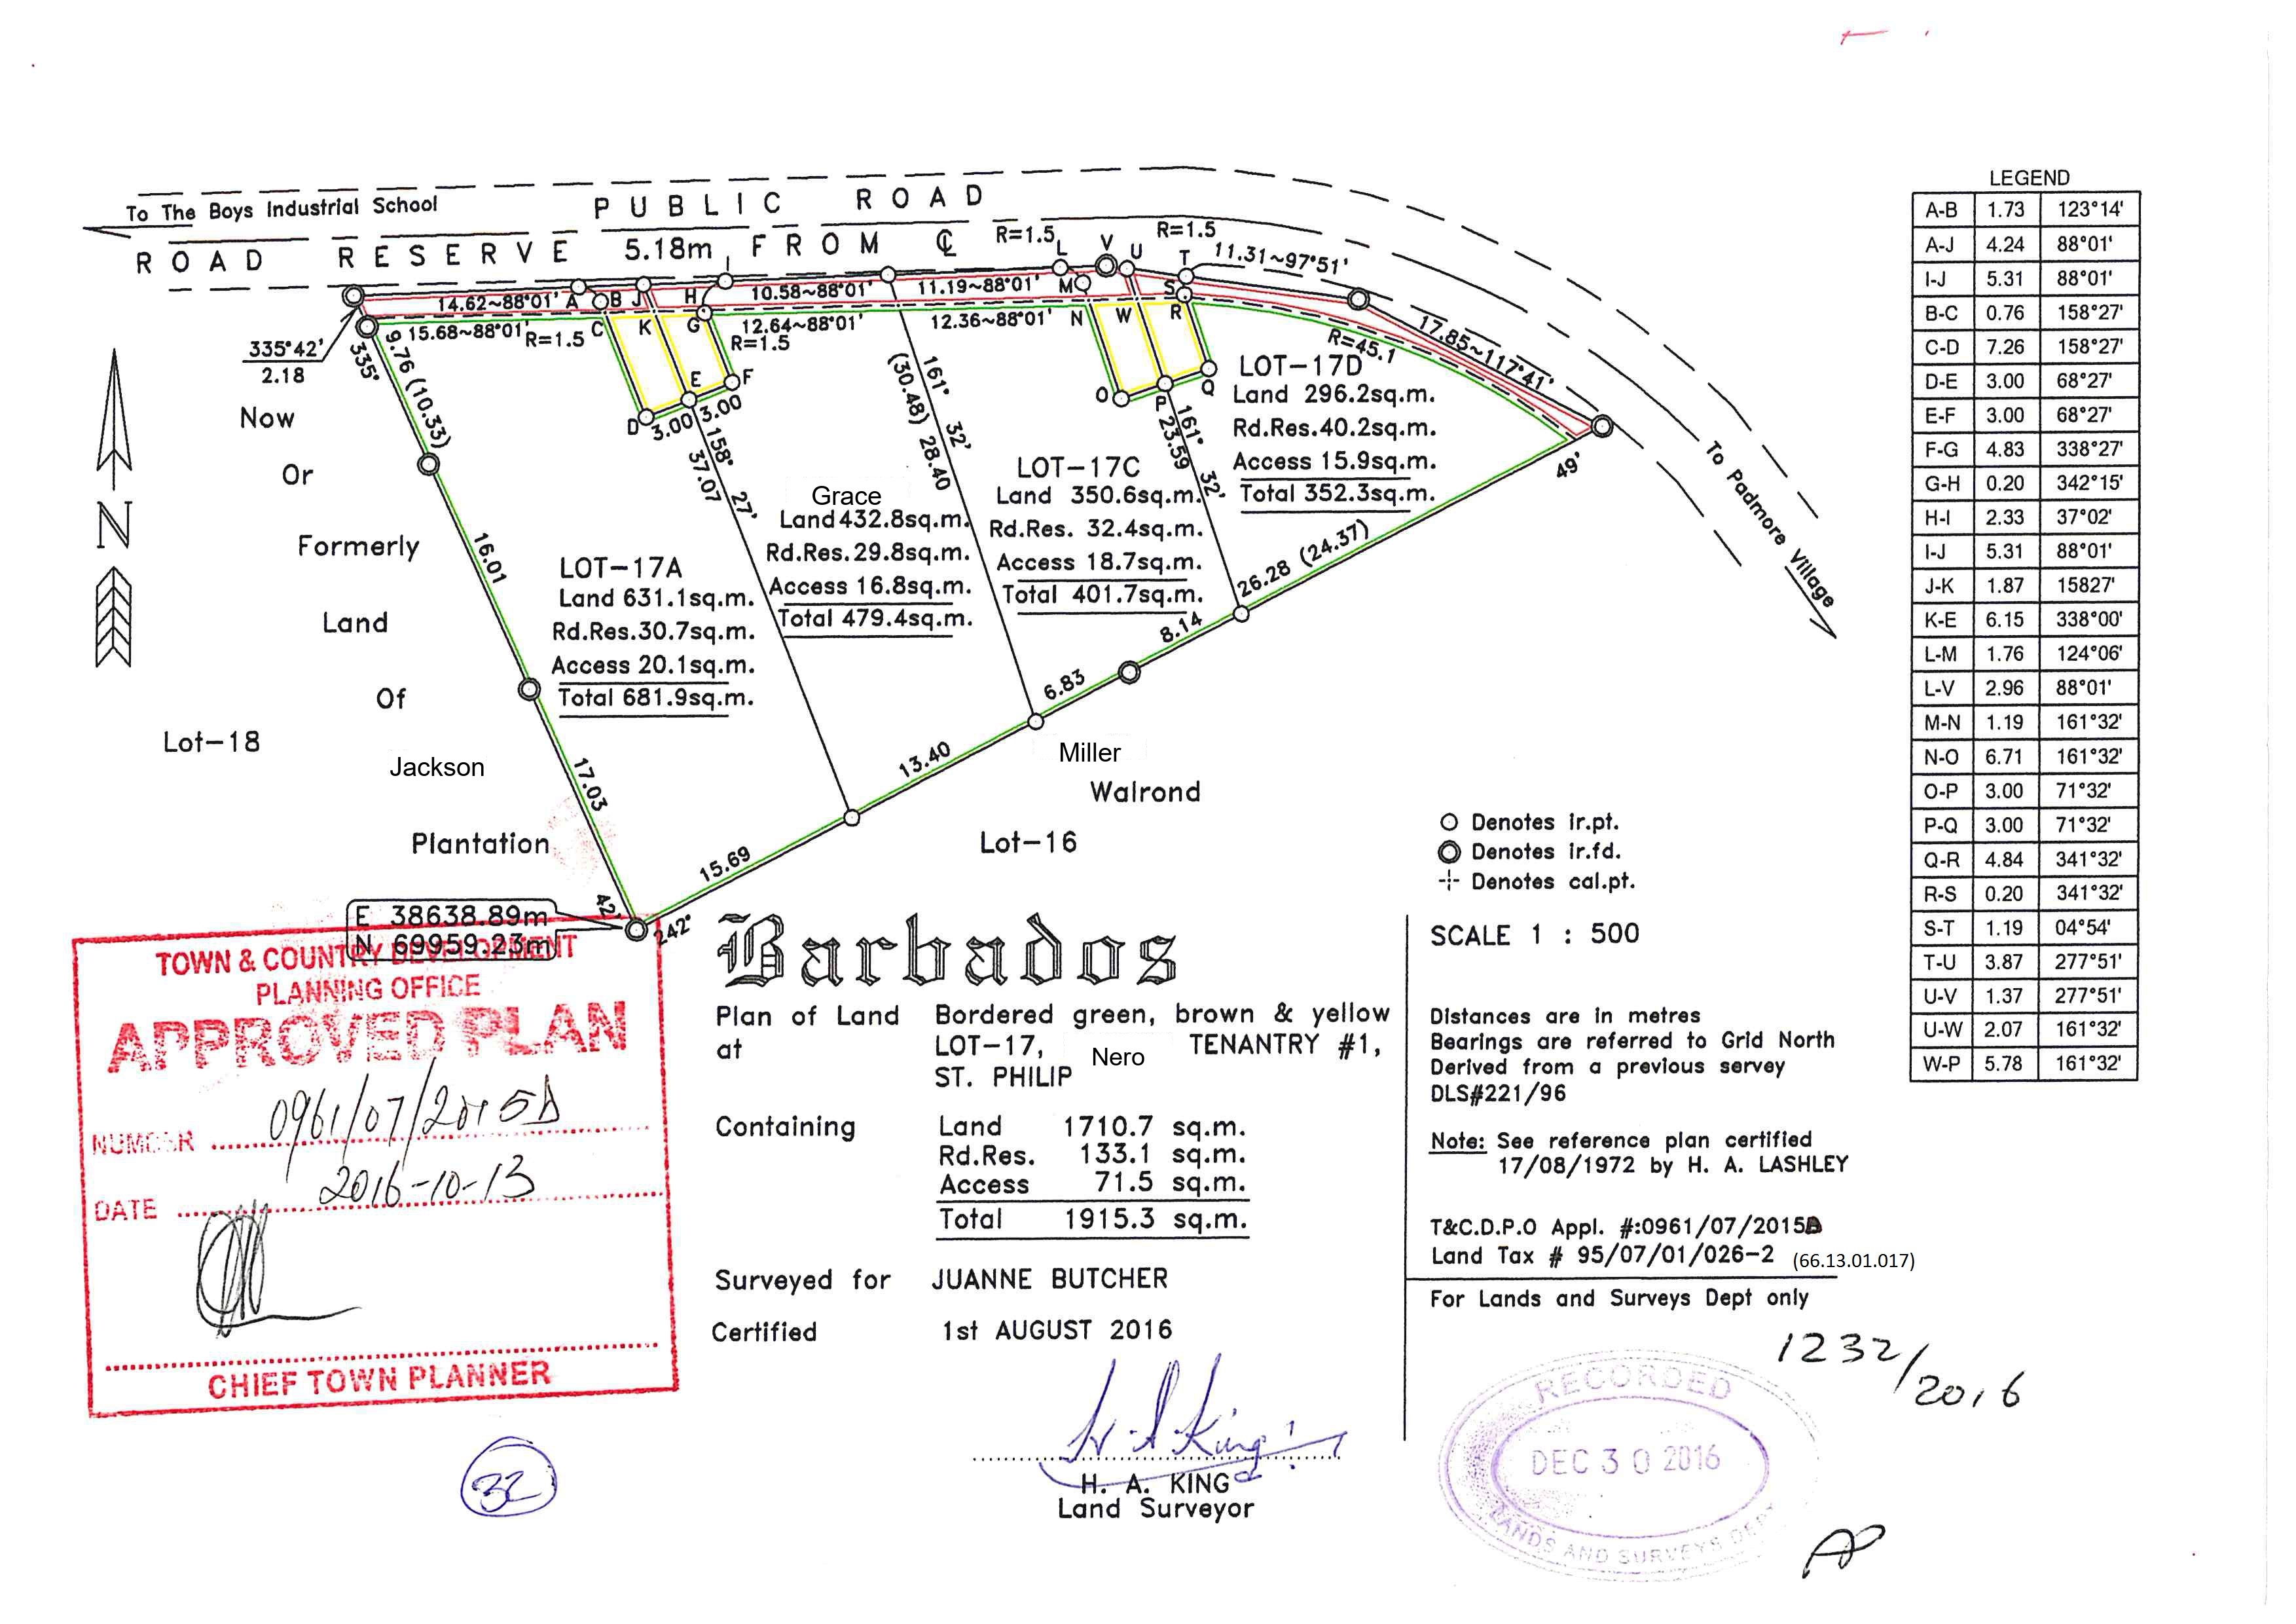 To The Boys Industrial School
PUBLIC ROAD
ROAD RESERVE 5.18m FROM ℄
R=1.5
R=1.5
L
V
U
T
11.31~97°51'
I
14.62~88°01'
A
B
J
H
10.58~88°01'
11.19~88°01'
M
S
15.68~88°01'
R=1.5
C
K
G
12.64~88°01'
R=1.5
12.36~88°01'
N
W
R
R=45.1
17.85~117°41'
335°42'
2.18
335°
9.76 (10.33)
D
E
F
3.00
3.00
O
P
Q
158° 27'
37.07
161° 32'
(30.48) 28.40
161° 32'
23.59
49'
To Padmore Village
N
Now
Or
Formerly
Land
Of
Lot-18
Jackson
Plantation
16.01
17.03
42'
242°
15.69
13.40
6.83
8.14
26.28 (24.37)
LOT-17A
Land 631.1sq.m.
Rd.Res.30.7sq.m.
Access 20.1sq.m.
Total 681.9sq.m.
Grace
Land 432.8sq.m.
Rd.Res.29.8sq.m.
Access 16.8sq.m.
Total 479.4sq.m.
LOT-17C
Land 350.6sq.m.
Rd.Res. 32.4sq.m.
Access 18.7sq.m.
Total 401.7sq.m.
LOT-17D
Land 296.2sq.m.
Rd.Res.40.2sq.m.
Access 15.9sq.m.
Total 352.3sq.m.
Miller
Walrond
Lot-16
E 38638.89m
N 69959.23m
LEGEND
A-B 1.73 123°14'
A-J 4.24 88°01'
I-J 5.31 88°01'
B-C 0.76 158°27'
C-D 7.26 158°27'
D-E 3.00 68°27'
E-F 3.00 68°27'
F-G 4.83 338°27'
G-H 0.20 342°15'
H-I 2.33 37°02'
I-J 5.31 88°01'
J-K 1.87 15827'
K-E 6.15 338°00'
L-M 1.76 124°06'
L-V 2.96 88°01'
M-N 1.19 161°32'
N-O 6.71 161°32'
O-P 3.00 71°32'
P-Q 3.00 71°32'
Q-R 4.84 341°32'
R-S 0.20 341°32'
S-T 1.19 04°54'
T-U 3.87 277°51'
U-V 1.37 277°51'
U-W 2.07 161°32'
W-P 5.78 161°32'
Denotes ir.pt.
Denotes ir.fd.
Denotes cal.pt.
TOWN & COUNTRY DEVELOPMENT
PLANNING OFFICE
APPROVED PLAN
NUMBER 0961/07/2015A
DATE 2016-10-13
CHIEF TOWN PLANNER
32
Barbados
Plan of Land Bordered green, brown & yellow
at LOT-17, Nero TENANTRY #1,
ST. PHILIP
Containing Land 1710.7 sq.m.
Rd.Res. 133.1 sq.m.
Access 71.5 sq.m.
Total 1915.3 sq.m.
Surveyed for JUANNE BUTCHER
Certified 1st AUGUST 2016
H. A. King
H. A. KING
Land Surveyor
SCALE 1 : 500
Distances are in metres
Bearings are referred to Grid North
Derived from a previous servey
DLS#221/96
Note: See reference plan certified
17/08/1972 by H. A. LASHLEY
T&C.D.P.O Appl. #:0961/07/2015
Land Tax # 95/07/01/026-2 (66.13.01.017)
For Lands and Surveys Dept only
1232/2016
RECORDED
DEC 30 2016
LANDS AND SURVEYS DEPT